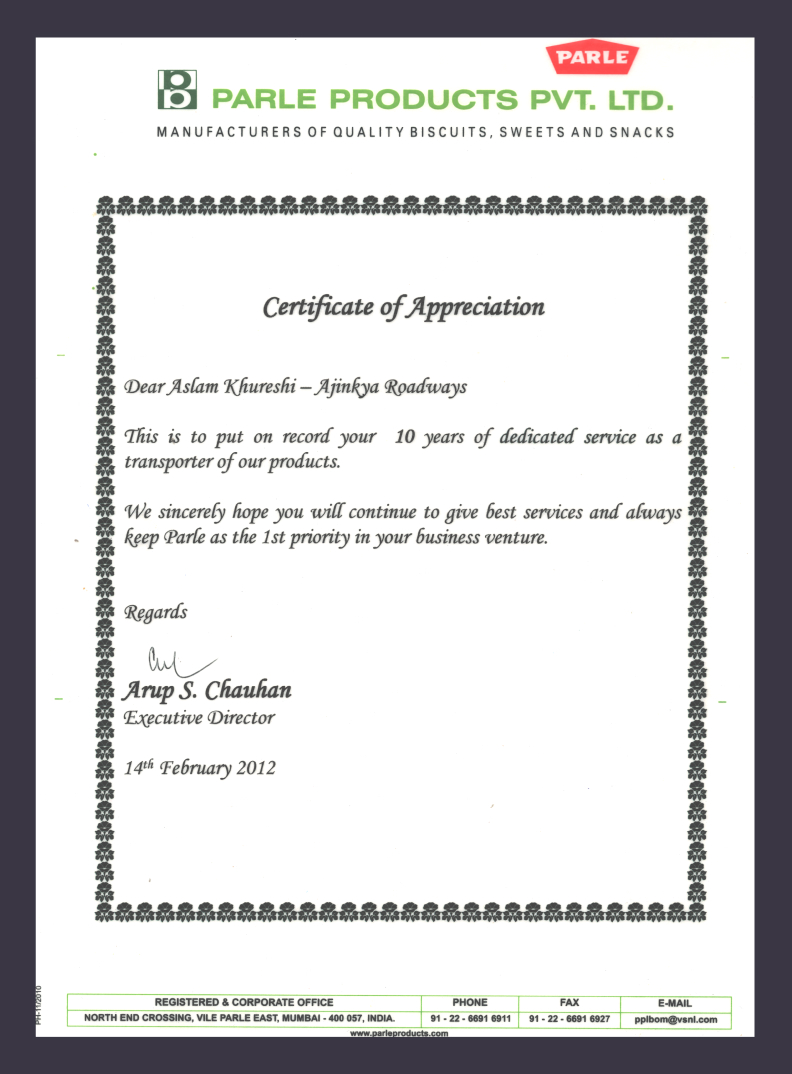 PARLE
PARLE PRODUCTS PVT. LTD.
MANUFACTURERS OF QUALITY BISCUITS, SWEETS AND SNACKS
Certificate of Appreciation
Dear Aslam Khureshi – Ajinkya Roadways
This is to put on record your 10 years of dedicated service as a
transporter of our products.
We sincerely hope you will continue to give best services and always
keep Parle as the 1st priority in your business venture.
Regards
Arup S. Chauhan
Executive Director
14th February 2012
PH-11/2010
REGISTERED & CORPORATE OFFICE PHONE FAX E-MAIL
NORTH END CROSSING, VILE PARLE EAST, MUMBAI - 400 057, INDIA. 91 - 22 - 6691 6911 91 - 22 - 6691 6927 pplbom@vsnl.com
www.parleproducts.com